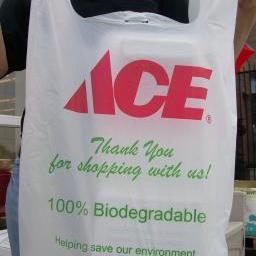 ACE®
Thank You
for shopping with us!
100% Biodegradable
Helping save our environment